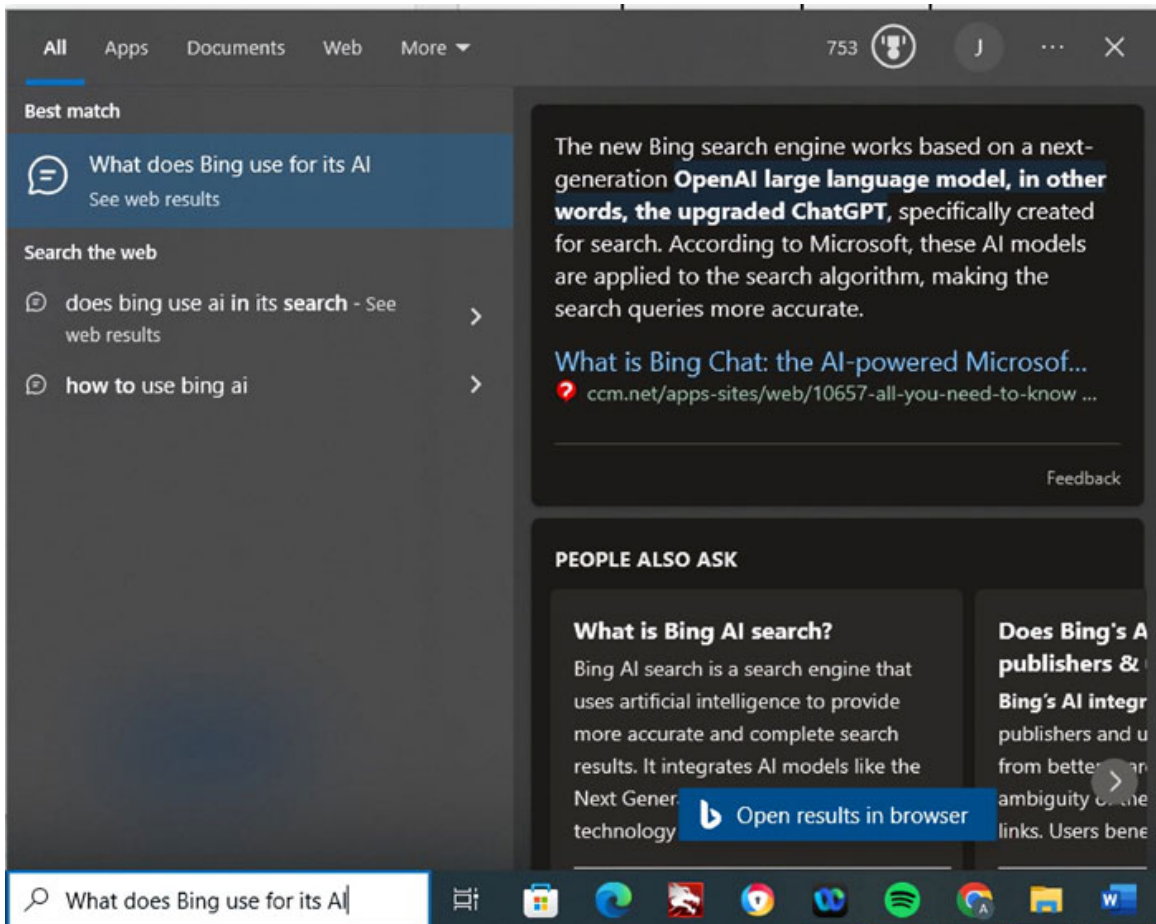 All Apps Documents Web More
753 J ...
Best match
What does Bing use for its AI
See web results
Search the web
does bing use ai in its search - See
web results
how to use bing ai
The new Bing search engine works based on a next-
generation OpenAI large language model, in other
words, the upgraded ChatGPT, specifically created
for search. According to Microsoft, these AI models
are applied to the search algorithm, making the
search queries more accurate.
What is Bing Chat: the AI-powered Microsof...
ccm.net/apps-sites/web/10657-all-you-need-to-know ...
Feedback
PEOPLE ALSO ASK
What is Bing AI search?
Bing AI search is a search engine that
uses artificial intelligence to provide
more accurate and complete search
results. It integrates AI models like the
Next Gener
technology
Does Bing's A
publishers &
Bing's AI integr
publishers and u
from bette
ambiguity
links. Users bene
Open results in browser
What does Bing use for its AI